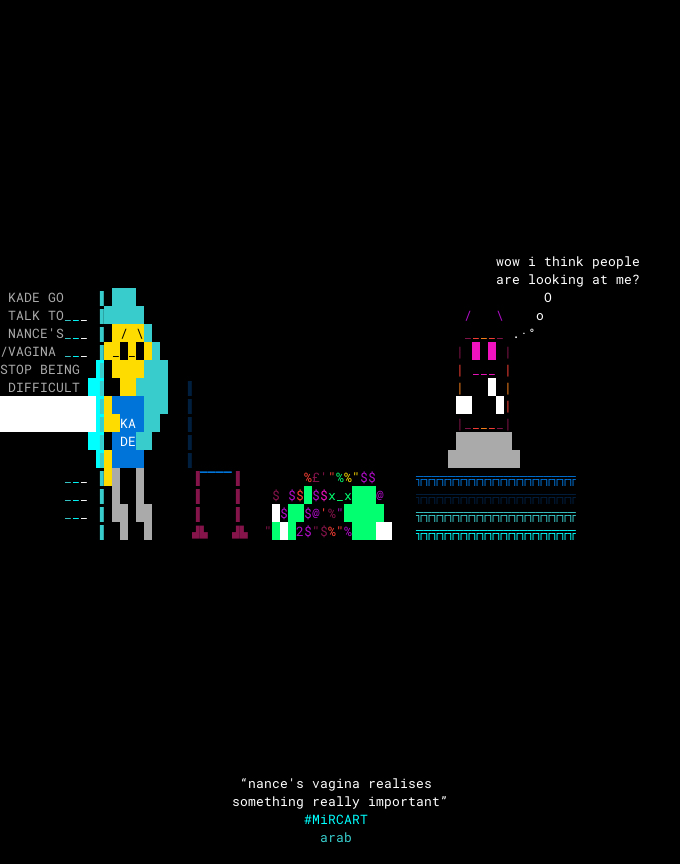 wow i think people
are looking at me?
KADE GO
TALK TO___
NANCE'S___
/VAGINA ___
STOP BEING
DIFFICULT
KA
DE
“nance's vagina realises
something really important”
#MiRCART
arab